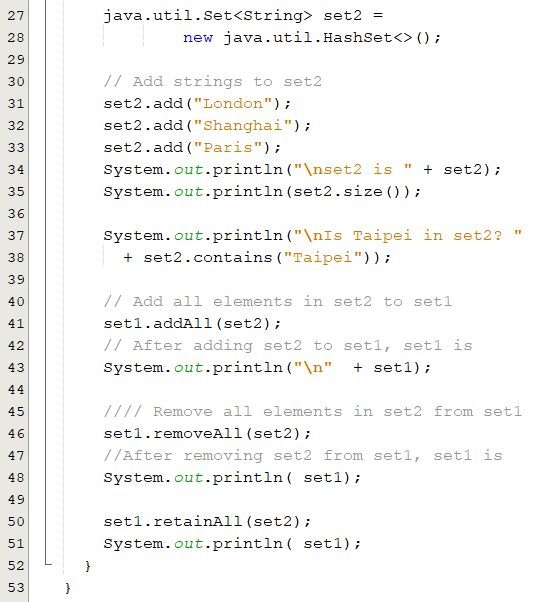 27 java.util.Set<String> set2 =
28 new java.util.HashSet<>();
29
30 // Add strings to set2
31 set2.add("London");
32 set2.add("Shanghai");
33 set2.add("Paris");
34 System.out.println("\nset2 is " + set2);
35 System.out.println(set2.size());
36
37 System.out.println("\nIs Taipei in set2? "
38 + set2.contains("Taipei"));
39
40 // Add all elements in set2 to set1
41 set1.addAll(set2);
42 // After adding set2 to set1, set1 is
43 System.out.println("\n"  + set1);
44
45 //// Remove all elements in set2 from set1
46 set1.removeAll(set2);
47 //After removing set2 from set1, set1 is
48 System.out.println( set1);
49
50 set1.retainAll(set2);
51 System.out.println( set1);
52 }
53 }